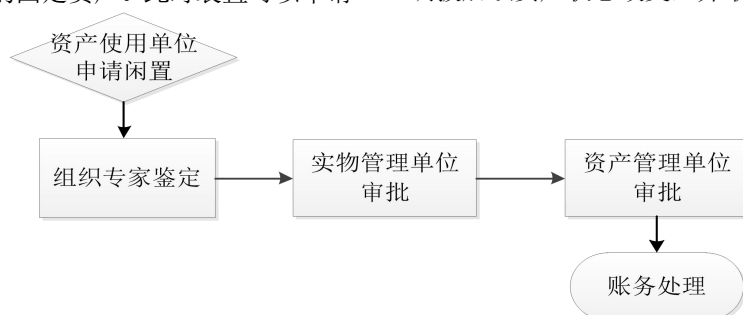 资产使用单位
申请闲置
组织专家鉴定
实物管理单位
审批
资产管理单位
审批
账务处理